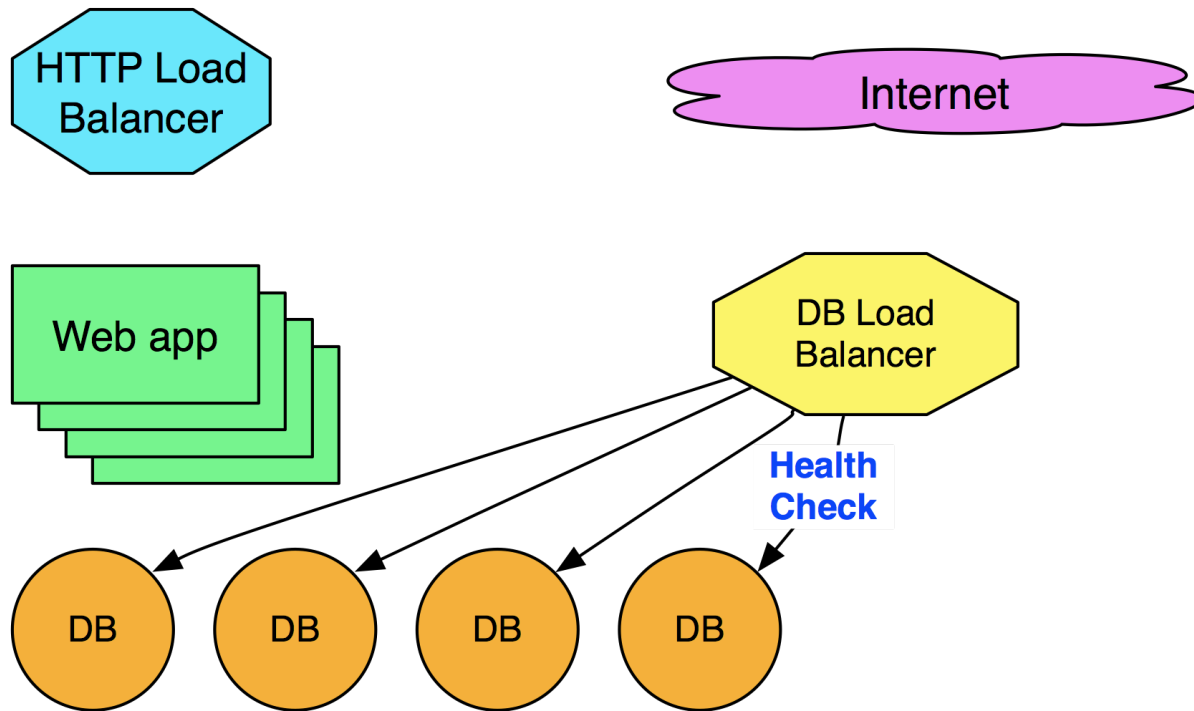 HTTP Load
Balancer
Internet
Web app
DB Load
Balancer
Health
Check
DB
DB
DB
DB